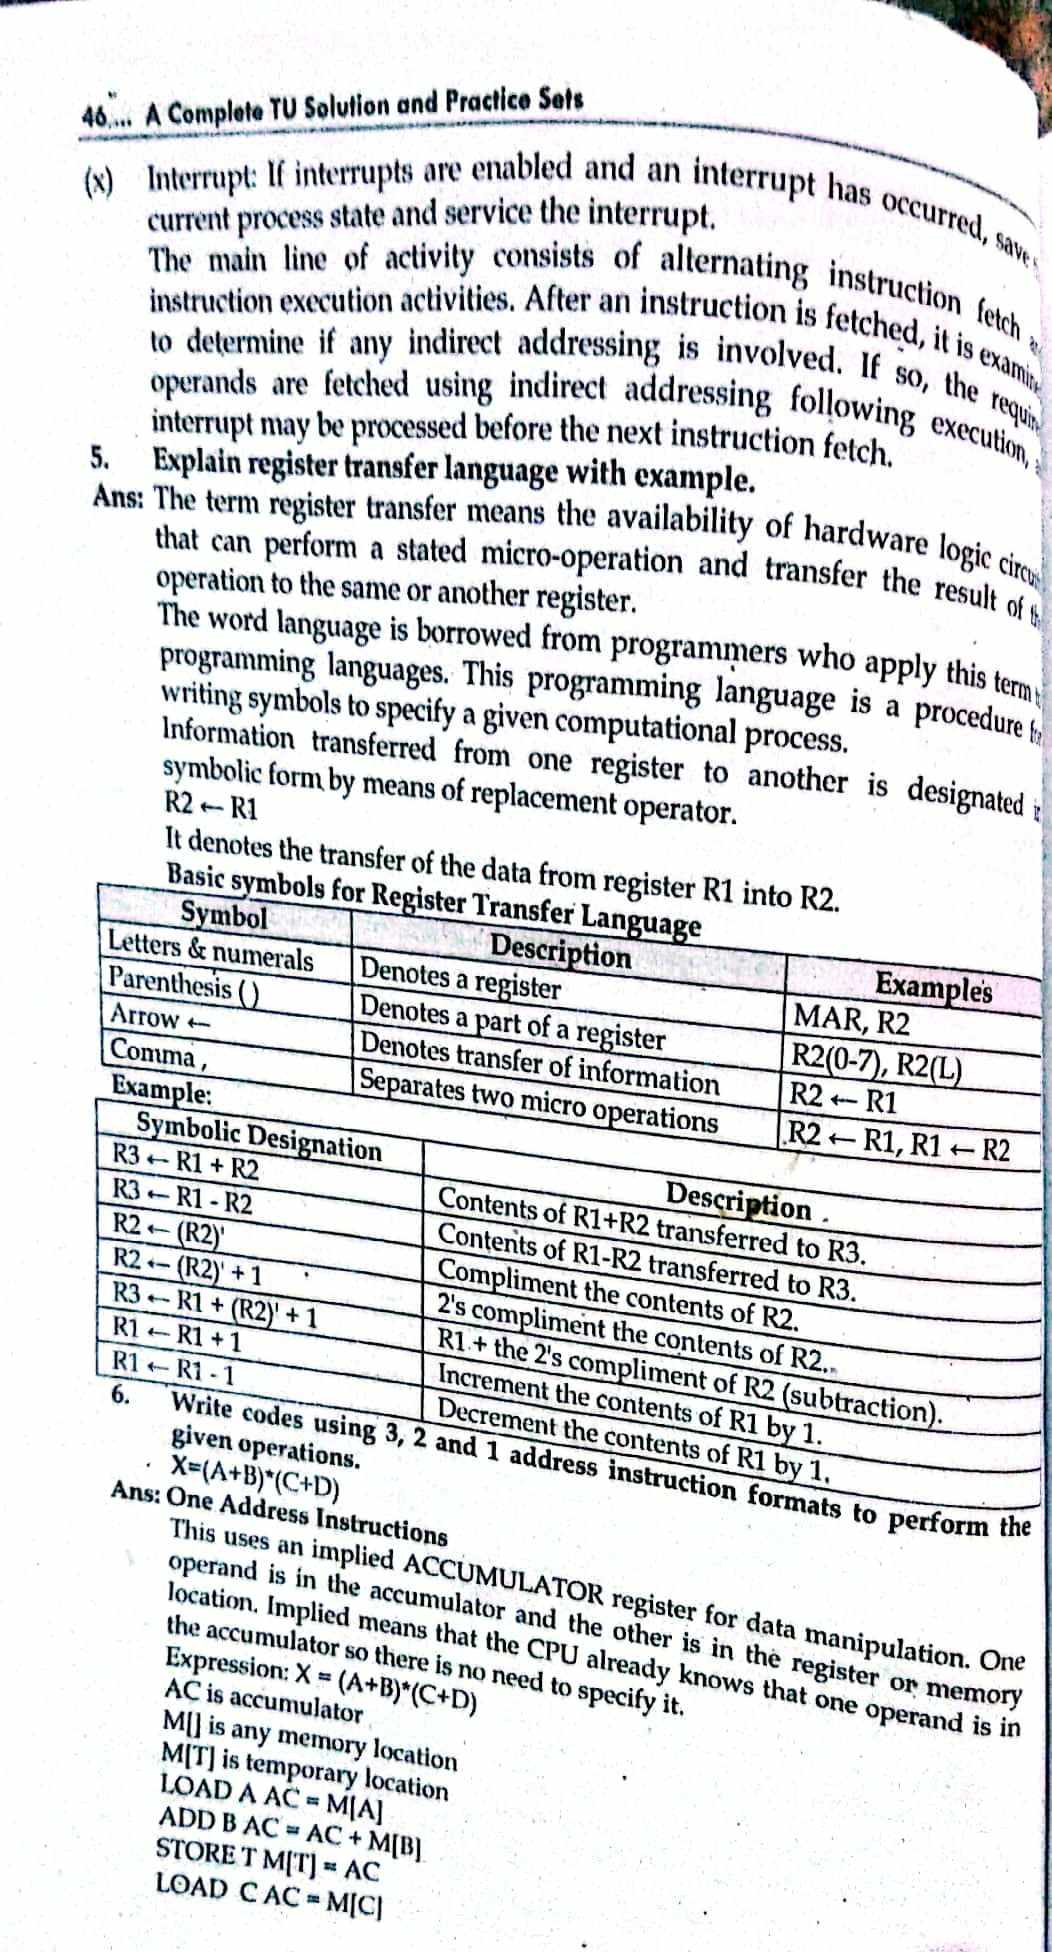 46.... A Complete TU Solution and Practice Sets
(x) Interrupt: If interrupts are enabled and an interrupt has occurred, save
current process state and service the interrupt.
The main line of activity consists of alternating instruction fetch
instruction execution activities. After an instruction is fetched, it is
to determine if any indirect addressing is involved. If so, the
operands are fetched using indirect addressing following execution,
interrupt may be processed before the next instruction fetch.
5. Explain register transfer language with example.
Ans: The term register transfer means the availability of hardware logic
that can perform a stated micro-operation and transfer the result of
operation to the same or another register.
The word language is borrowed from programmers who apply this term
programming languages. This programming language is a procedure
writing symbols to specify a given computational process.
Information transferred from one register to another is designated
symbolic form by means of replacement operator.
R2 ← R1
It denotes the transfer of the data from register R1 into R2.
Basic symbols for Register Transfer Language
Symbol Description Examples
Letters & numerals Denotes a register MAR, R2
Parenthesis () Denotes a part of a register R2(0-7), R2(L)
Arrow ← Denotes transfer of information R2 ← R1
Comma , Separates two micro operations R2 ← R1, R1 ← R2
Example:
Symbolic Designation Description
R3 ← R1 + R2 Contents of R1+R2 transferred to R3.
R3 ← R1 - R2 Contents of R1-R2 transferred to R3.
R2 ← (R2)' Compliment the contents of R2.
R2 ← (R2)' + 1 2's compliment the contents of R2.
R3 ← R1 + (R2)' + 1 R1 + the 2's compliment of R2 (subtraction).
R1 ← R1 + 1 Increment the contents of R1 by 1.
R1 ← R1 - 1 Decrement the contents of R1 by 1.
6. Write codes using 3, 2 and 1 address instruction formats to perform the
given operations.
X=(A+B)*(C+D)
Ans: One Address Instructions
This uses an implied ACCUMULATOR register for data manipulation. One
operand is in the accumulator and the other is in the register or memory
location. Implied means that the CPU already knows that one operand is in
the accumulator so there is no need to specify it.
Expression: X = (A+B)*(C+D)
AC is accumulator
M[] is any memory location
M[T] is temporary location
LOAD A AC = M[A]
ADD B AC = AC + M[B]
STORE T M[T] = AC
LOAD C AC = M[C]